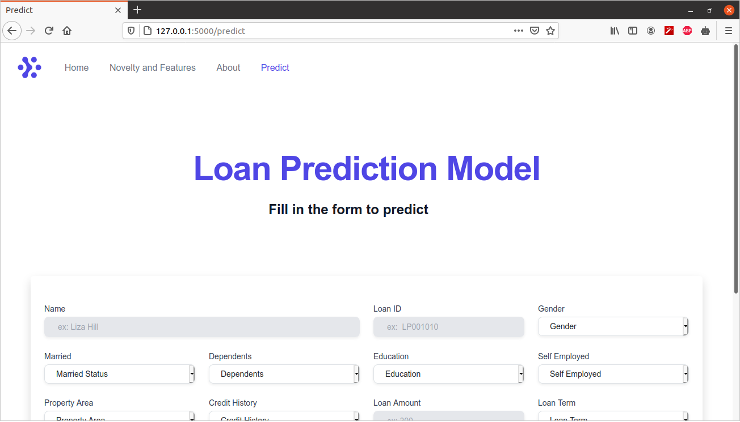 Predict
127.0.0.1:5000/predict
ABP
Home Novelty and Features About Predict
Loan Prediction Model
Fill in the form to predict
Name Loan ID Gender
ex: Liza Hill ex: LP001010 Gender
Married Dependents Education Self Employed
Married Status Dependents Education Self Employed
Property Area Credit History Loan Amount Loan Term
Property Area Credit History ex: 200 Loan Term